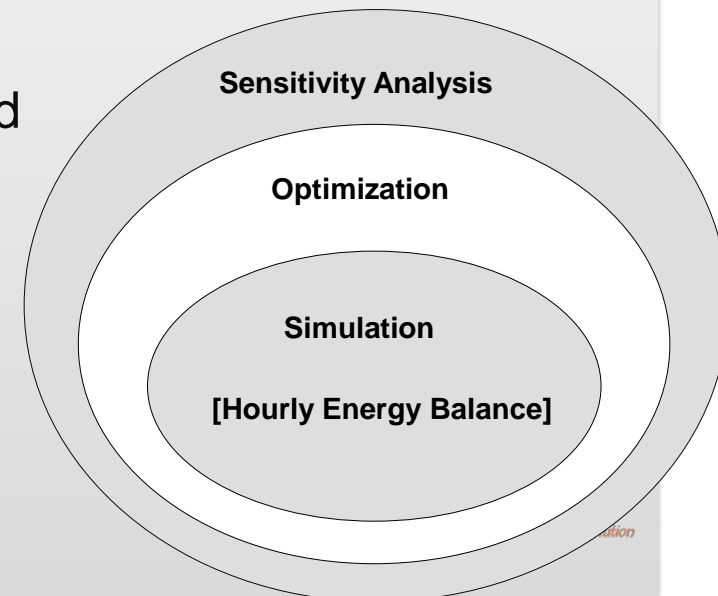 Sensitivity Analysis
Optimization
Simulation
[Hourly Energy Balance]